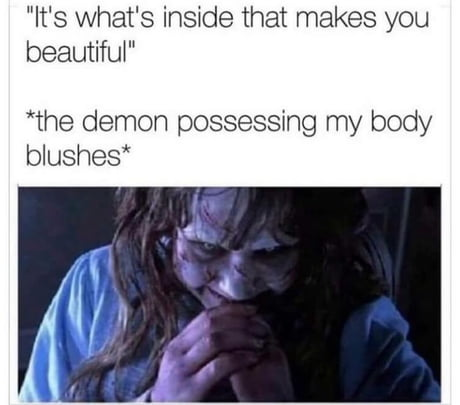 "It's what's inside that makes you
beautiful"
*the demon possessing my body
blushes*